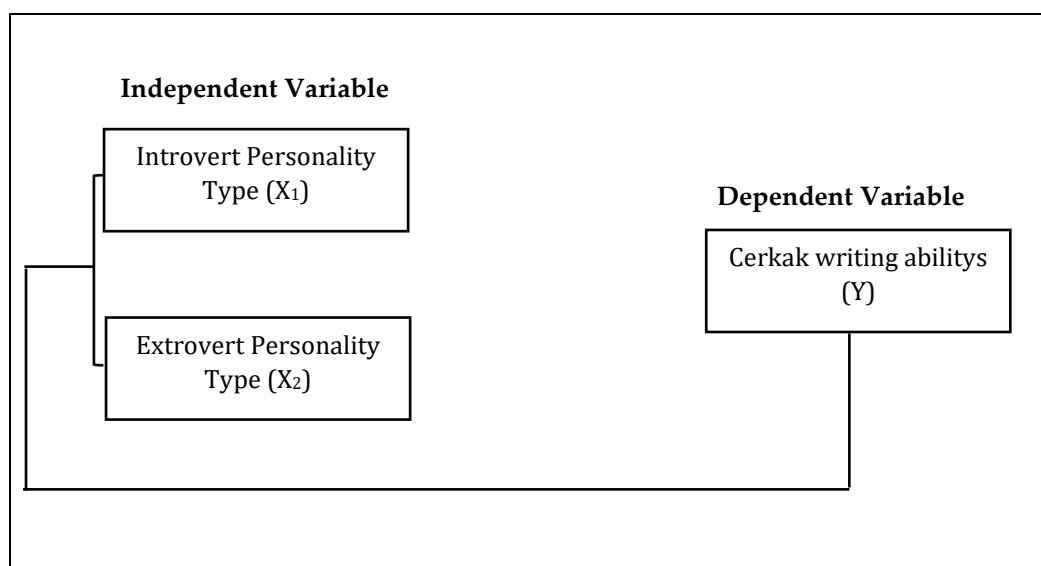 Independent Variable
Introvert Personality
Type (X₁)
Dependent Variable
Cerkak writing abilitys
(Y)
Extrovert Personality
Type (X₂)